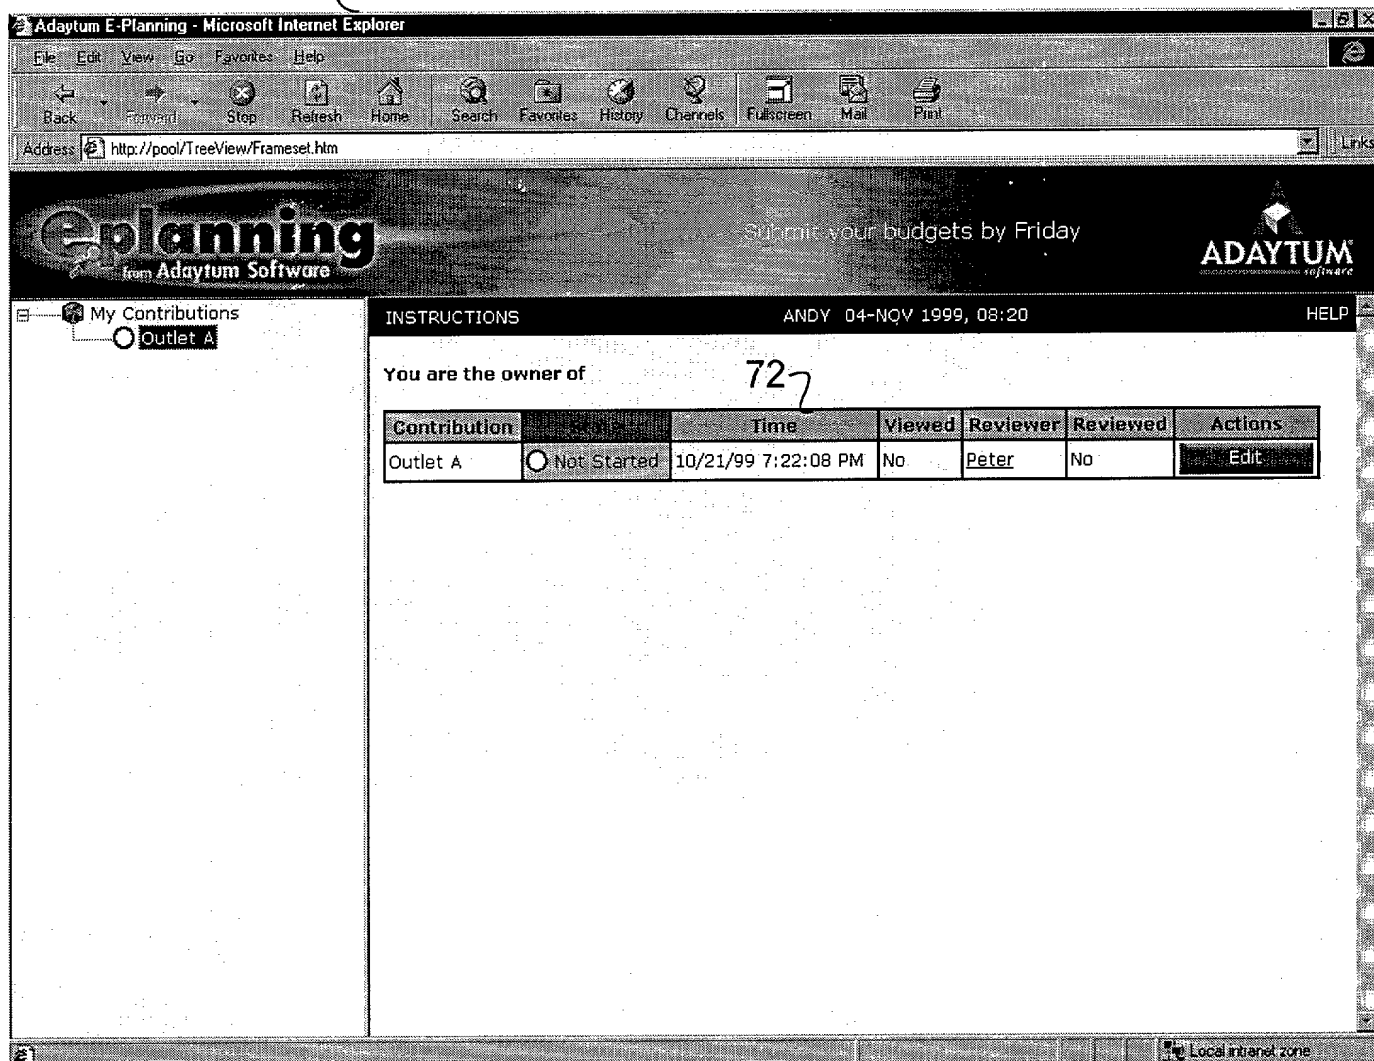 Adaytum E-Planning - Microsoft Internet Explorer
File Edit View Go Favorites Help
Back Forward Stop Refresh Home Search Favorites History Channels Fullscreen Mail Print
Address http://pool/TreeView/Frameset.htm Links
eplanning
from Adaytum Software
Submit your budgets by Friday
ADAYTUM
software
My Contributions
Outlet A
INSTRUCTIONS ANDY 04-NOV 1999, 08:20 HELP
You are the owner of
72
Contribution State Time Viewed Reviewer Reviewed Actions
Outlet A Not Started 10/21/99 7:22:08 PM No Peter No Edit
Local intranet zone